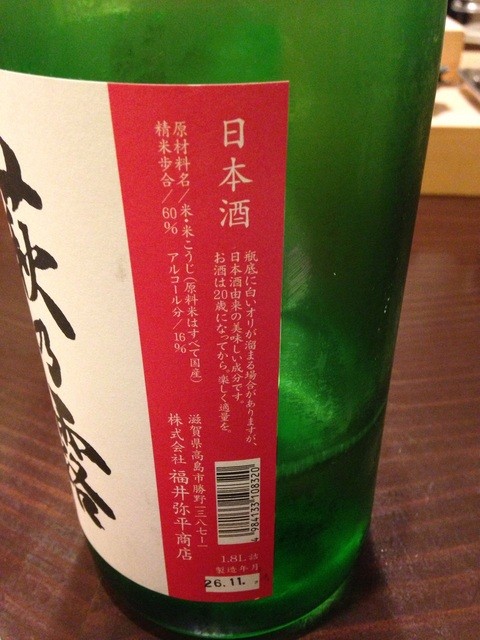 萩乃露
日本酒
瓶底に白いオリが溜まる場合がありますが、
日本酒由来の美味しい成分です。
お酒は20歳になってから。楽しく適量を。
原材料名/米・米こうじ(原料米はすべて国産)
精米歩合/60% アルコール分/16%
滋賀県高島市勝野一三八七ー一
株式会社 福井弥平商店
4984133108320
1.8L 詰
製造年月
26.11.